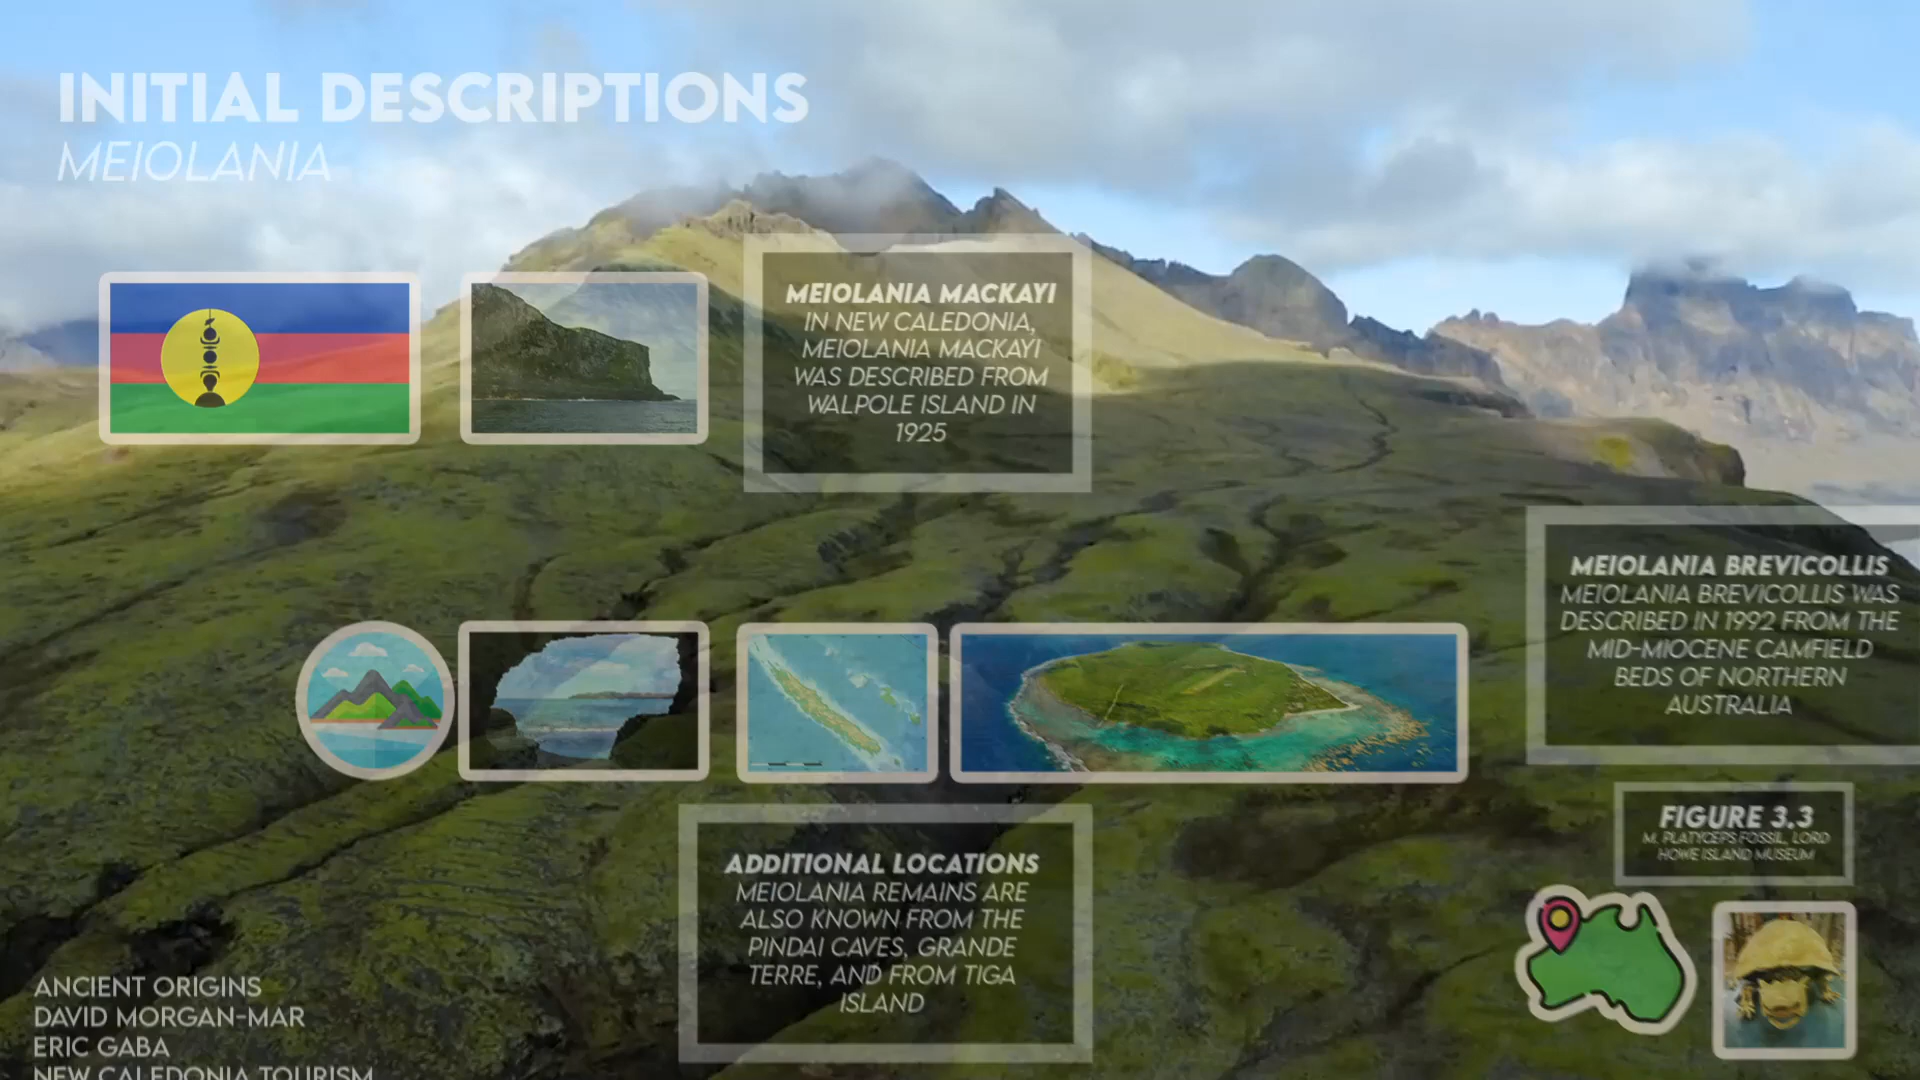 INITIAL DESCRIPTIONS
MEIOLANIA
MEIOLANIA MACKAYI
IN NEW CALEDONIA,
MEIOLANIA MACKAYI
WAS DESCRIBED FROM
WALPOLE ISLAND IN
1925
MEIOLANIA BREVICOLLIS
MEIOLANIA BREVICOLLIS WAS
DESCRIBED IN 1992 FROM THE
MID-MIOCENE CAMFIELD
BEDS OF NORTHERN
AUSTRALIA
FIGURE 3.3
M. PLATYCEPS FOSSIL, LORD
HOWE ISLAND MUSEUM
ADDITIONAL LOCATIONS
MEIOLANIA REMAINS ARE
ALSO KNOWN FROM THE
PINDAI CAVES, GRANDE
TERRE, AND FROM TIGA
ISLAND
ANCIENT ORIGINS
DAVID MORGAN-MAR
ERIC GABA
NEW CALEDONIA TOURISM